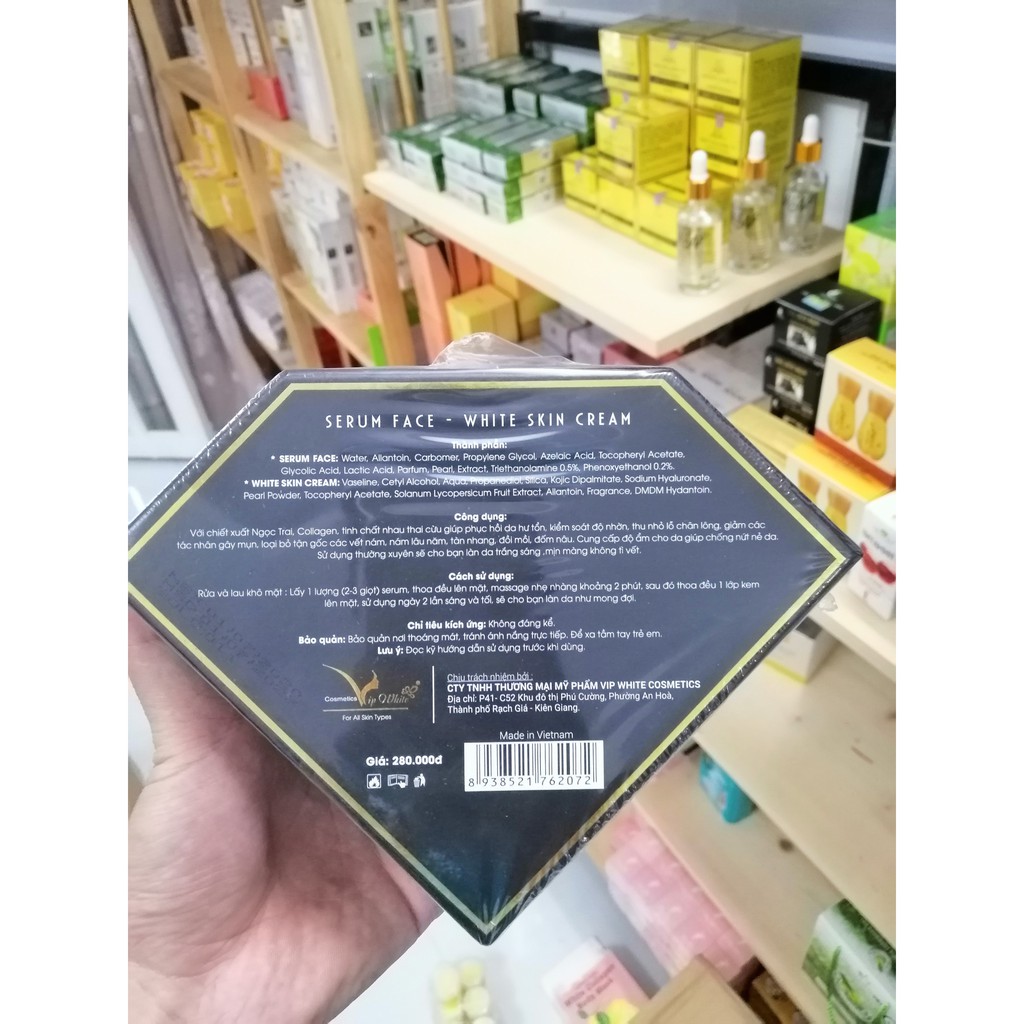 SERUM FACE - WHITE SKIN CREAM
Thành phần:
* SERUM FACE: Water, Allantoin, Carbomer, Propylene Glycol, Azelaic Acid, Tocopheryl Acetate,
Glycolic Acid, Lactic Acid, Parfum, Pearl, Extract, Triethanolamine 0.5%, Phenoxyethanol 0.2%.
* WHITE SKIN CREAM: Vaseline, Cetyl Alcohol, Aqua, Propanediol, Silica, Kojic Dipalmitate, Sodium Hyaluronate,
Pearl Powder, Tocopheryl Acetate, Solanum Lycopersicum Fruit Extract, Allantoin, Fragrance, DMDM Hydantoin.
Công dụng:
Với chiết xuất Ngọc Trai, Collagen, tinh chất nhau thai cừu giúp phục hồi da hư tổn, kiểm soát độ nhờn, thu nhỏ lỗ chân lông, giảm các
tác nhân gây mụn, loại bỏ tận gốc các vết nám, nám lâu năm, tàn nhang, đồi mồi, đốm nâu. Cung cấp độ ẩm cho da giúp chống nứt nẻ da.
Sử dụng thường xuyên sẽ cho bạn làn da trắng sáng ,mịn màng không tì vết.
Cách sử dụng:
Rửa và lau khô mặt : Lấy 1 lượng (2-3 giọt) serum, thoa đều lên mặt, massage nhẹ nhàng khoảng 2 phút, sau đó thoa đều 1 lớp kem
lên mặt, sử dụng ngày 2 lần sáng và tối, sẽ cho bạn làn da như mong đợi.
Chỉ tiêu kích ứng: Không đáng kể.
Bảo quản: Bảo quản nơi thoáng mát, tránh ánh nắng trực tiếp. Để xa tầm tay trẻ em.
Lưu ý: Đọc kỹ hướng dẫn sử dụng trước khi dùng.
Cosmetics Vip White
For All Skin Types
Chịu trách nhiệm bởi :
CTY TNHH THƯƠNG MẠI MỸ PHẨM VIP WHITE COSMETICS
Địa chỉ: P41- C52 Khu đô thị Phú Cường, Phường An Hoà,
Thành phố Rạch Giá - Kiên Giang.
Made in Vietnam
Giá: 280.000đ
8 938521 762072